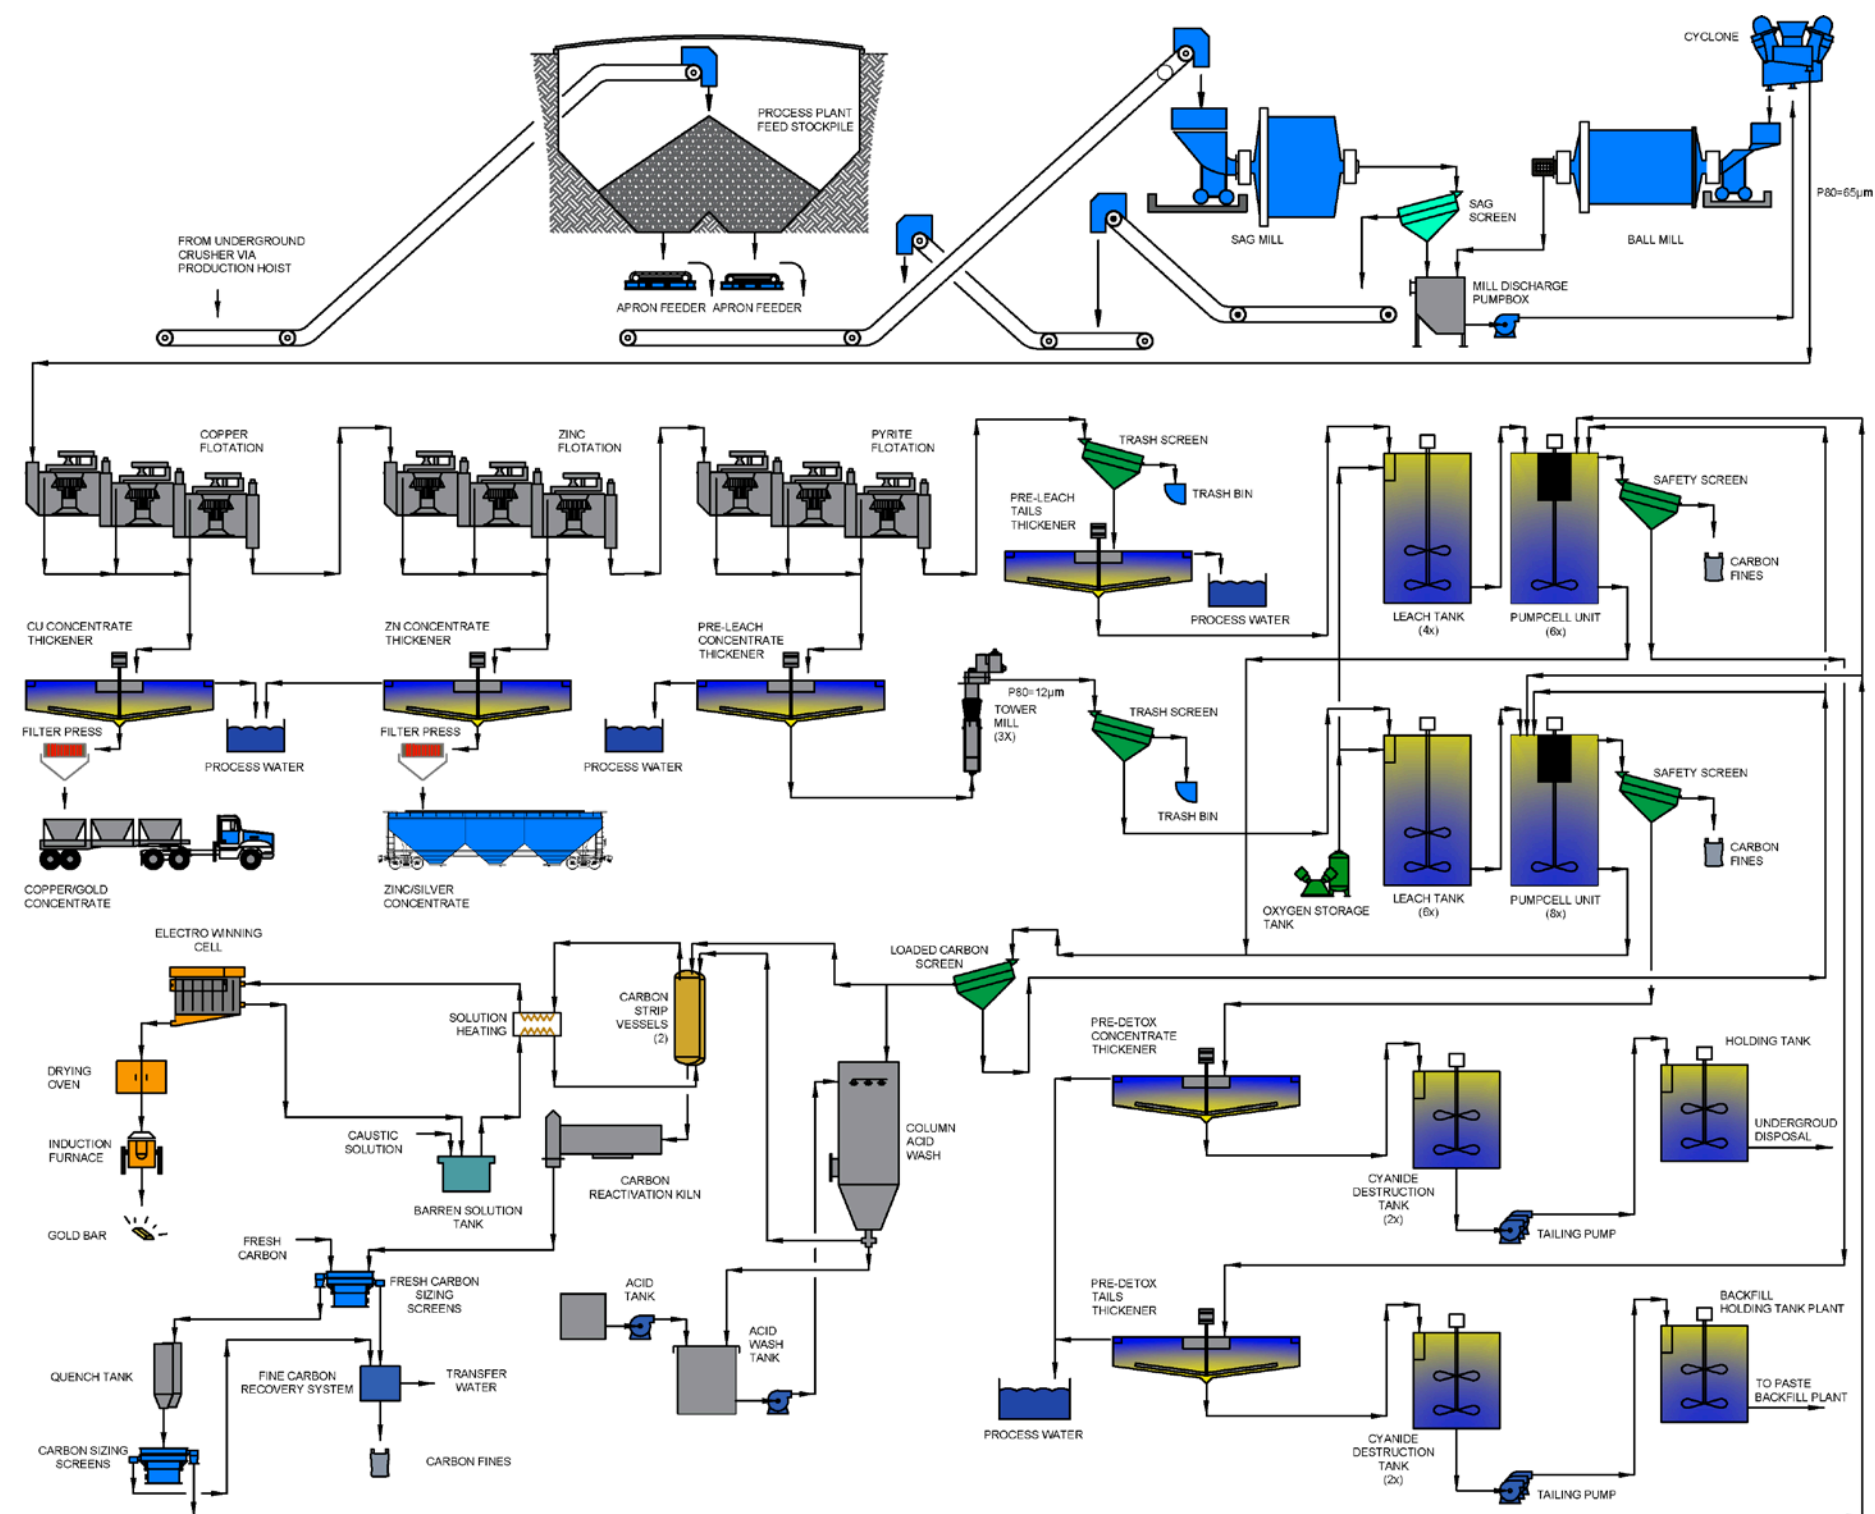 CYCLONE
PROCESS PLANT
FEED STOCKPILE
P80=65µm
SAG
SCREEN
FROM UNDERGROUND
CRUSHER VIA
PRODUCTION HOIST
SAG MILL
BALL MILL
MILL DISCHARGE
PUMPBOX
APRON FEEDER
APRON FEEDER
COPPER
FLOTATION
ZINC
FLOTATION
PYRITE
FLOTATION
TRASH SCREEN
TRASH BIN
PRE-LEACH
TAILS
THICKENER
SAFETY SCREEN
CARBON
FINES
PROCESS WATER
LEACH TANK
(4x)
PUMPCELL UNIT
(6x)
CU CONCENTRATE
THICKENER
ZN CONCENTRATE
THICKENER
PRE-LEACH
CONCENTRATE
THICKENER
P80=12µm
TOWER
MILL
(3X)
TRASH SCREEN
FILTER PRESS
FILTER PRESS
PROCESS WATER
PROCESS WATER
SAFETY SCREEN
TRASH BIN
CARBON
FINES
COPPER/GOLD
CONCENTRATE
ZINC/SILVER
CONCENTRATE
OXYGEN STORAGE
TANK
LEACH TANK
(6x)
PUMPCELL UNIT
(8x)
ELECTRO WINNING
CELL
LOADED CARBON
SCREEN
SOLUTION
HEATING
CARBON
STRIP
VESSELS
(2)
PRE-DETOX
CONCENTRATE
THICKENER
HOLDING TANK
DRYING
OVEN
INDUCTION
FURNACE
CAUSTIC
SOLUTION
COLUMN
ACID
WASH
UNDERGROUD
DISPOSAL
CARBON
REACTIVATION KILN
CYANIDE
DESTRUCTION
TANK
(2x)
BARREN SOLUTION
TANK
GOLD BAR
TAILING PUMP
FRESH
CARBON
FRESH CARBON
SIZING
SCREENS
ACID
TANK
PRE-DETOX
TAILS
THICKENER
BACKFILL
HOLDING TANK PLANT
ACID
WASH
TANK
QUENCH TANK
FINE CARBON
RECOVERY SYSTEM
TRANSFER
WATER
TO PASTE
BACKFILL PLANT
PROCESS WATER
CARBON SIZING
SCREENS
CARBON FINES
CYANIDE
DESTRUCTION
TANK
(2x)
TAILING PUMP